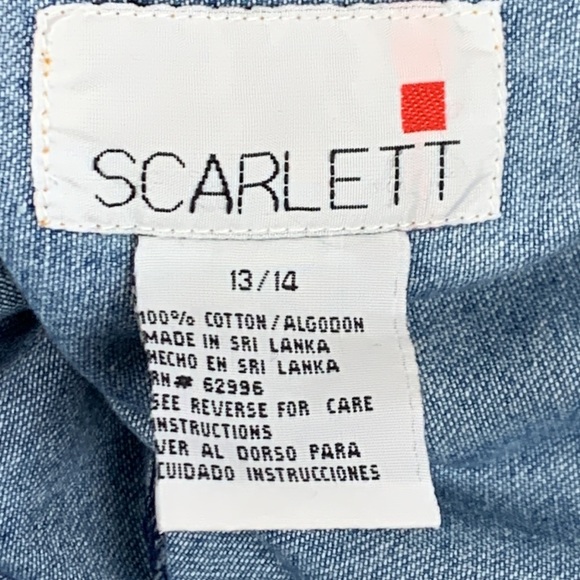 SCARLETT
13/14
100% COTTON/ALGODON
MADE IN SRI LANKA
HECHO EN SRI LANKA
RN# 62996
SEE REVERSE FOR CARE
INSTRUCTIONS
VER AL DORSO PARA
CUIDADO INSTRUCCIONES